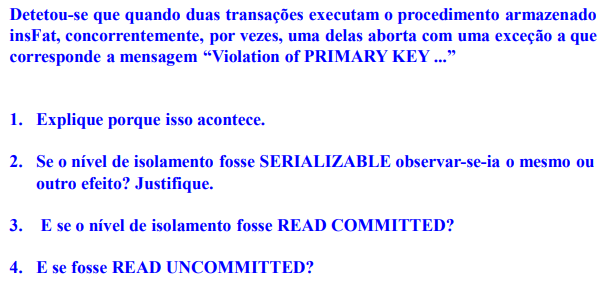 Detetou-se que quando duas transações executam o procedimento armazenado
insFat, concorrentemente, por vezes, uma delas aborta com uma exceção a que
corresponde a mensagem “Violation of PRIMARY KEY ...”
1. Explique porque isso acontece.
2. Se o nível de isolamento fosse SERIALIZABLE observar-se-ia o mesmo ou
outro efeito? Justifique.
3. E se o nível de isolamento fosse READ COMMITTED?
4. E se fosse READ UNCOMMITTED?